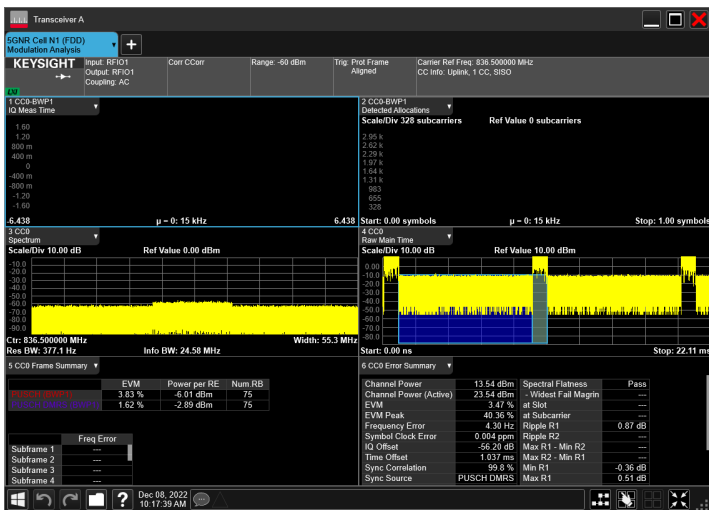 Transceiver A
5GNR Cell N1 (FDD)
Modulation Analysis
KEYSIGHT
Input: RFIO1
Output: RFIO1
Coupling: AC
Corr CCorr
Range: -60 dBm
Trig: Prot Frame
Aligned
Carrier Ref Freq: 836.500000 MHz
CC Info: Uplink, 1 CC, SISO
LXI
1 CC0-BWP1
IQ Meas Time
1.60
1.20
800 m
400 m
0
-400 m
-800 m
-1.20
-1.60
-6.438
µ – 0: 15 kHz
6.438
2 CC0-BWP1
Detected Allocations
Scale/Div 328 subcarriers
Ref Value 0 subcarriers
2.95 k
2.62 k
2.29 k
1.97 k
1.64 k
1.31 k
983
655
328
Start: 0.00 symbols
µ – 0: 15 kHz
Stop: 1.00 symbols
3 CC0
Spectrum
Scale/Div 10.00 dB
Ref Value 0.00 dBm
-10.0
-20.0
-30.0
-40.0
-50.0
-60.0
-70.0
-80.0
-90.0
Ctr: 836.500000 MHz
Width: 55.3 MHz
Res BW: 377.1 Hz
Info BW: 24.58 MHz
4 CC0
Raw Main Time
Scale/Div 10.00 dB
Ref Value 10.00 dBm
0.00
-10.0
-20.0
-30.0
-40.0
-50.0
-60.0
-70.0
-80.0
Start: 0.00 ns
Stop: 22.11 ms
5 CC0 Frame Summary
EVM Power per RE Num.RB
PUSCH (BWP1) 3.83 % -6.01 dBm 75
1.62 % -2.89 dBm 75
Freq Error
Subframe 1 ---
Subframe 2 ---
Subframe 3 ---
Subframe 4 ---
6 CC0 Error Summary
Channel Power 13.54 dBm Spectral Flatness Pass
Channel Power (Active) 23.54 dBm - Widest Fail Magrin ---
EVM 3.47 % at Slot ---
EVM Peak 40.36 % at Subcarrier ---
Frequency Error 4.30 Hz Ripple R1 0.87 dB
Symbol Clock Error 0.004 ppm Ripple R2 ---
IQ Offset -56.20 dB Max R1 - Min R2 ---
Time Offset 1.037 ms Max R2 - Min R1 ---
Sync Correlation 99.8 % Min R1 -0.36 dB
Sync Source PUSCH DMRS Max R1 0.51 dB
Dec 08, 2022
10:17:39 AM